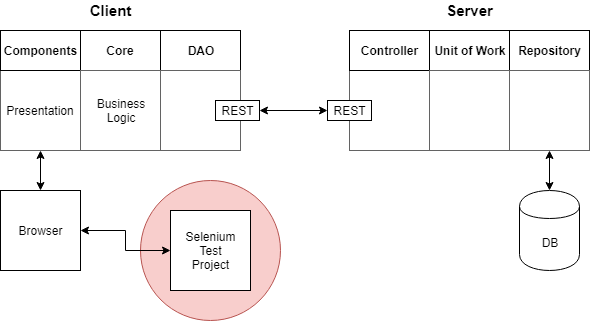 Client
Server
Components
Core
DAO
Controller
Unit of Work
Repository
Presentation
Business
Logic
REST
REST
Browser
Selenium
Test
Project
DB